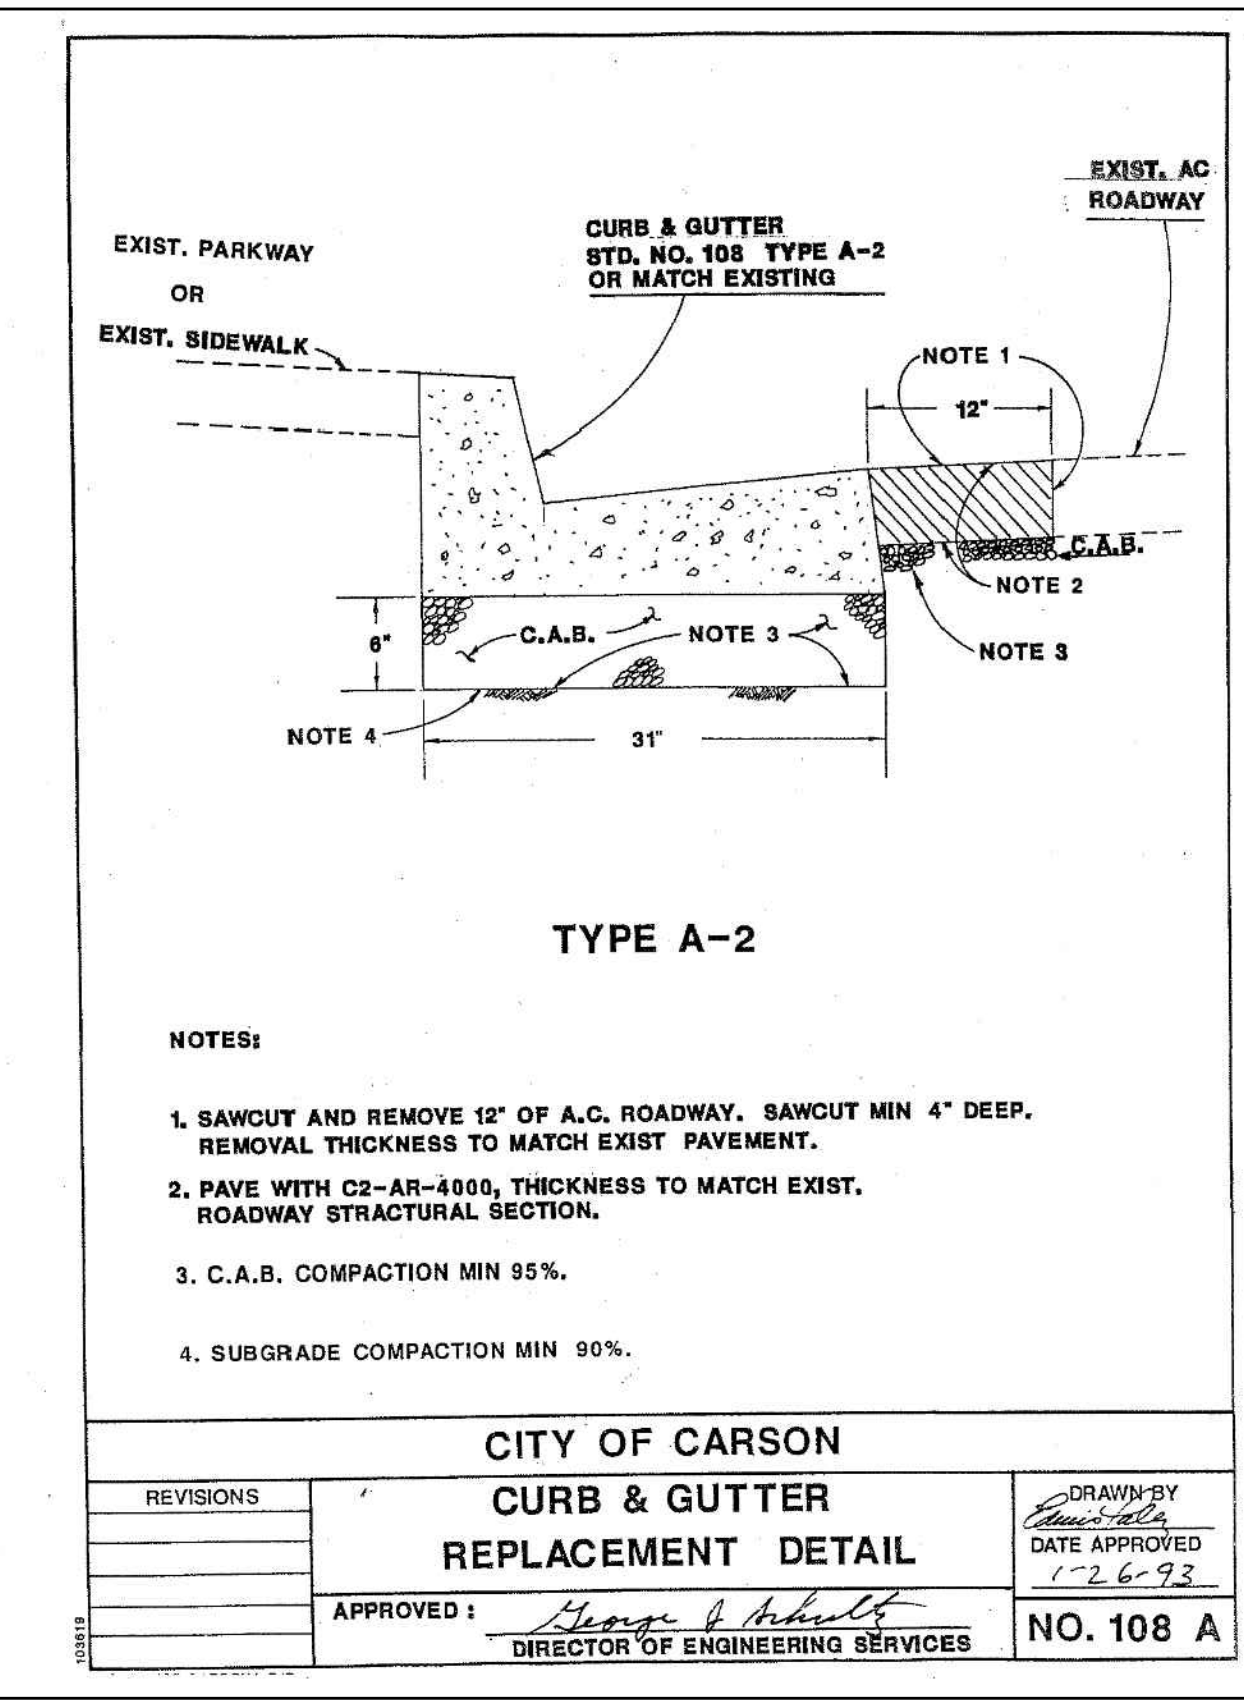 EXIST. AC
ROADWAY
CURB & GUTTER
STD. NO. 108 TYPE A-2
OR MATCH EXISTING
EXIST. PARKWAY
OR
EXIST. SIDEWALK
NOTE 1
12"
C.A.B.
NOTE 2
6"
C.A.B.
NOTE 3
NOTE 3
NOTE 4
31"
TYPE A-2
NOTES:
1. SAWCUT AND REMOVE 12" OF A.C. ROADWAY. SAWCUT MIN 4" DEEP.
REMOVAL THICKNESS TO MATCH EXIST PAVEMENT.
2. PAVE WITH C2-AR-4000, THICKNESS TO MATCH EXIST.
ROADWAY STRACTURAL SECTION.
3. C.A.B. COMPACTION MIN 95%.
4. SUBGRADE COMPACTION MIN 90%.
CITY OF CARSON
REVISIONS
CURB & GUTTER
REPLACEMENT DETAIL
DRAWN BY
DATE APPROVED
1-26-93
APPROVED:
George J Schultz
DIRECTOR OF ENGINEERING SERVICES
NO. 108 A
103619